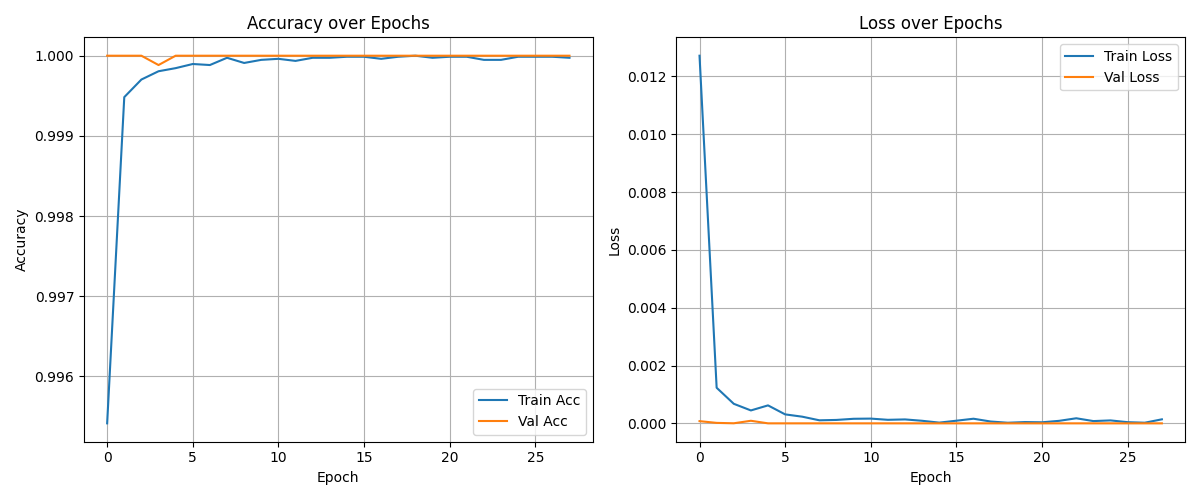 Accuracy over Epochs
1.000
0.999
0.998
0.997
0.996
Accuracy
0 5 10 15 20 25
Epoch
Train Acc
Val Acc
Loss over Epochs
0.012
0.010
0.008
0.006
0.004
0.002
0.000
Loss
0 5 10 15 20 25
Epoch
Train Loss
Val Loss